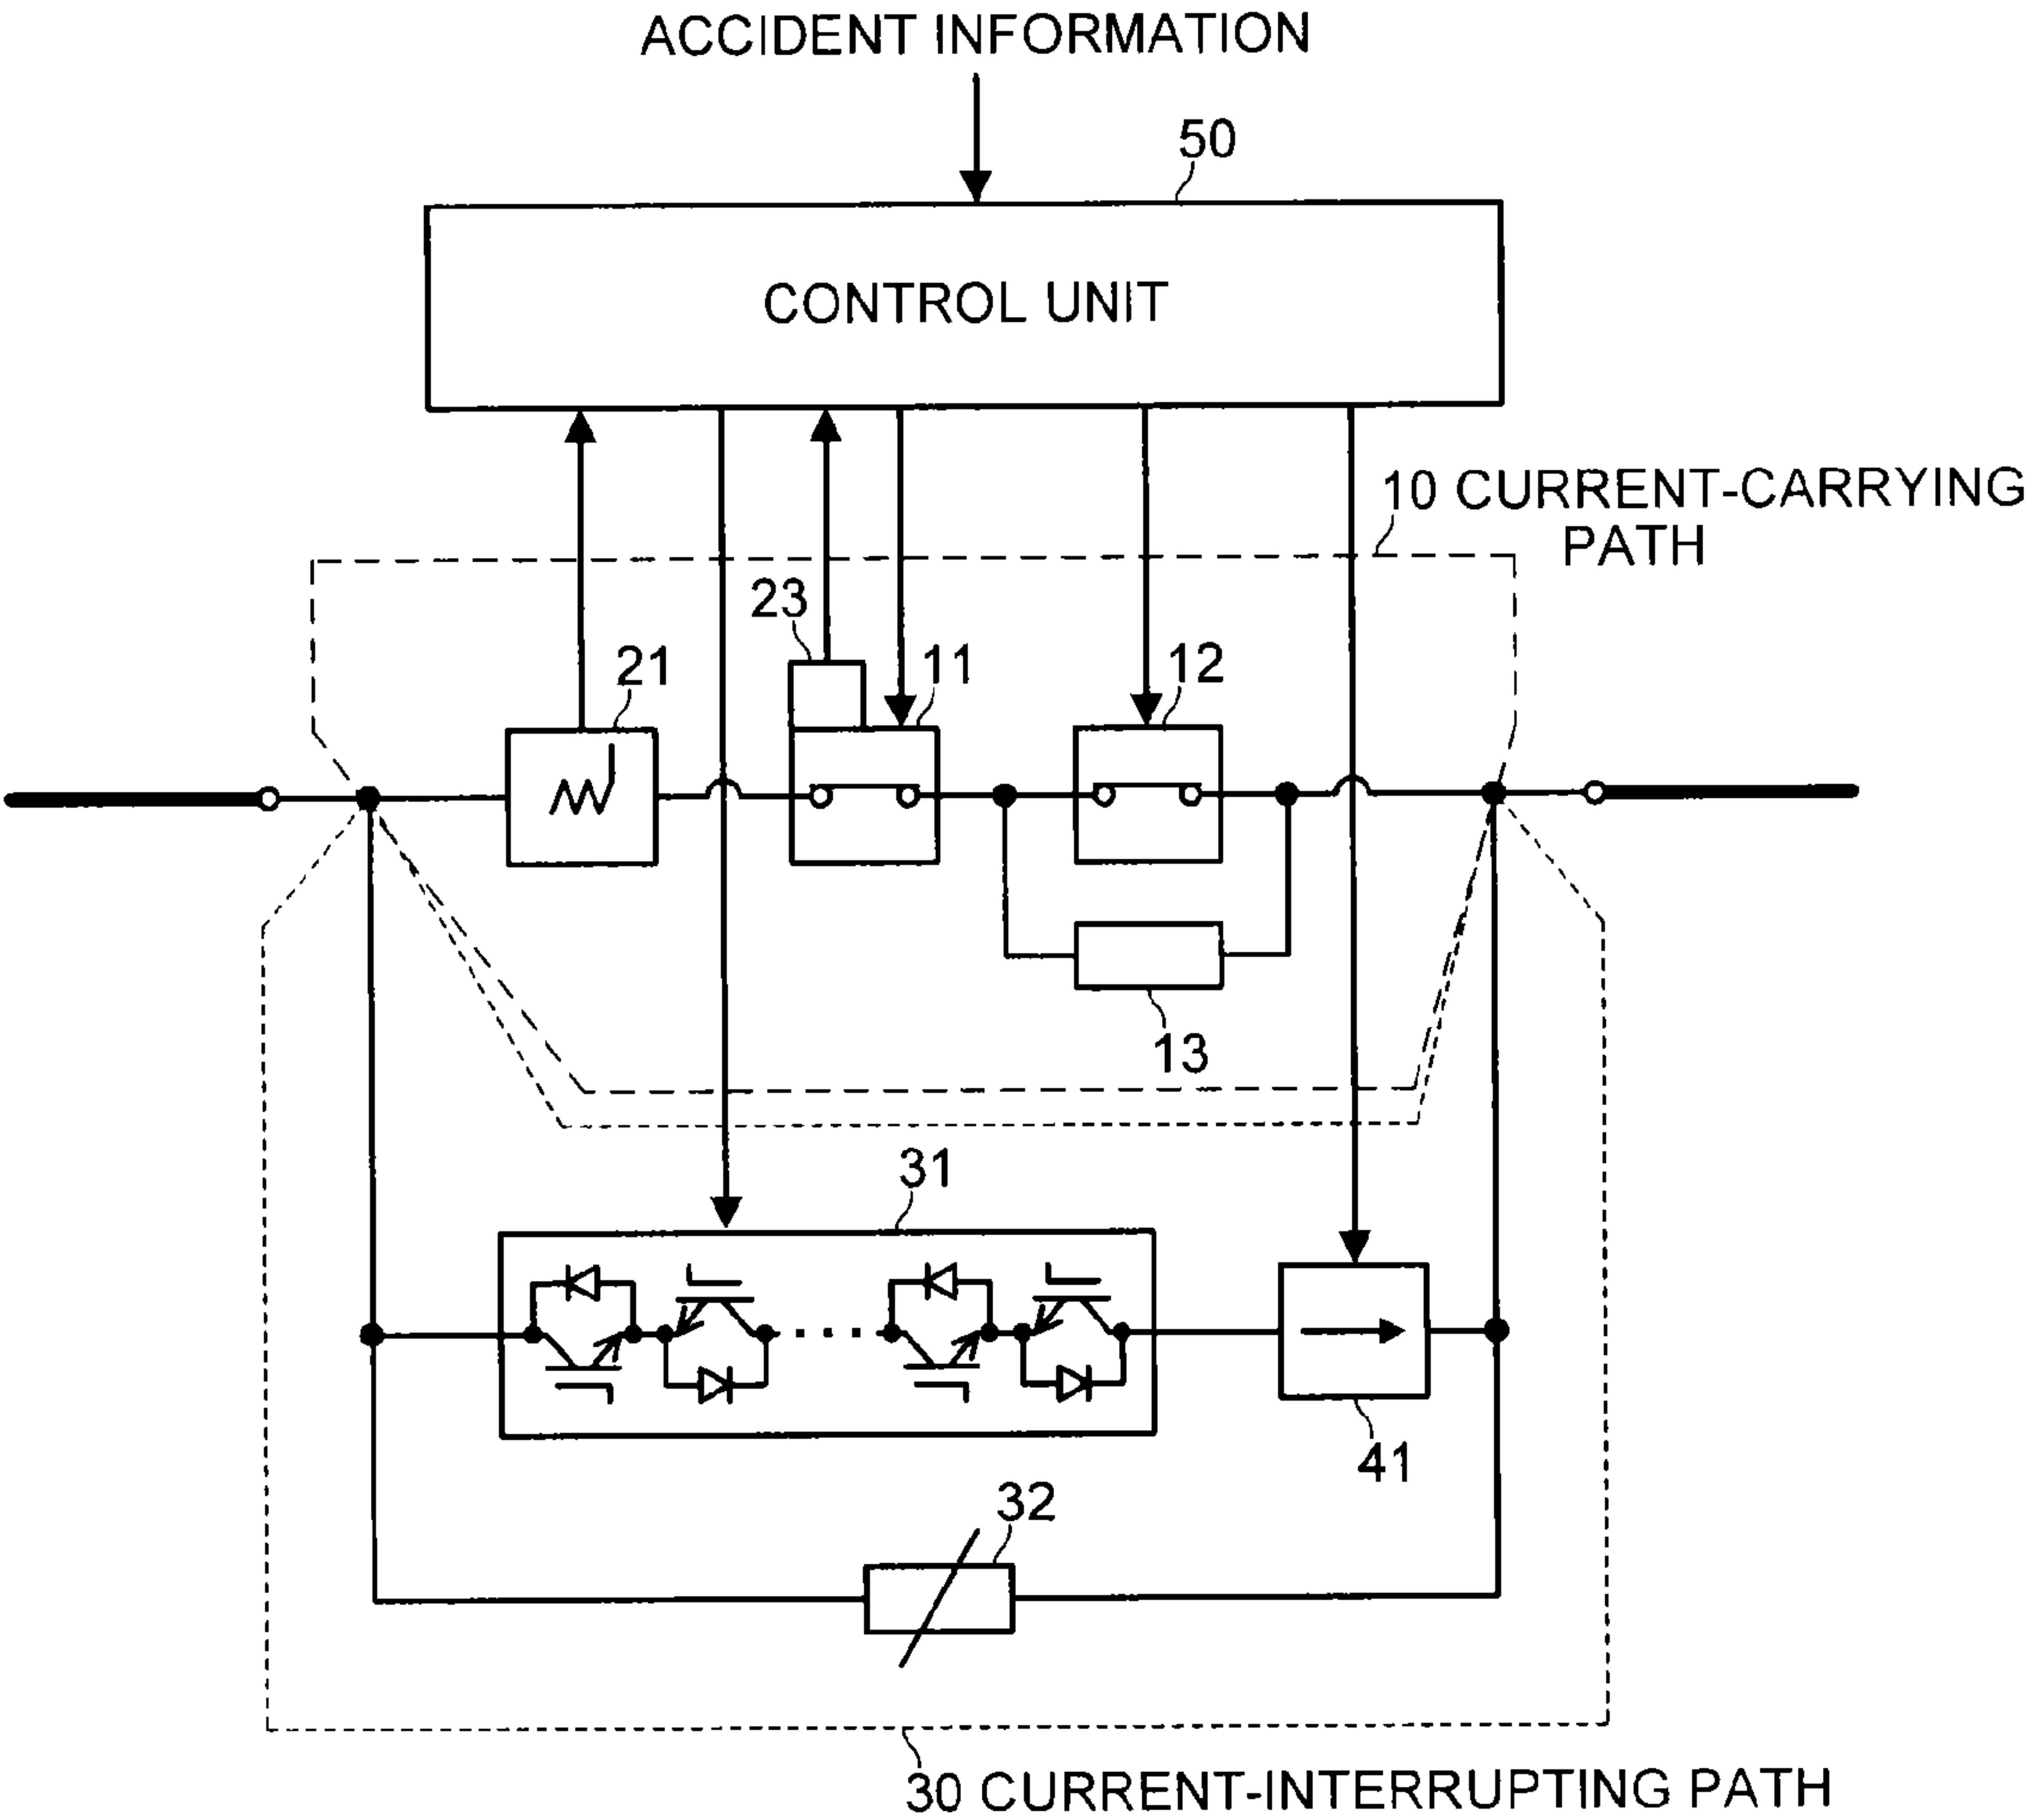 ACCIDENT INFORMATION
50
CONTROL UNIT
10 CURRENT-CARRYING
PATH
23
21
11
12
13
31
41
32
30 CURRENT-INTERRUPTING PATH